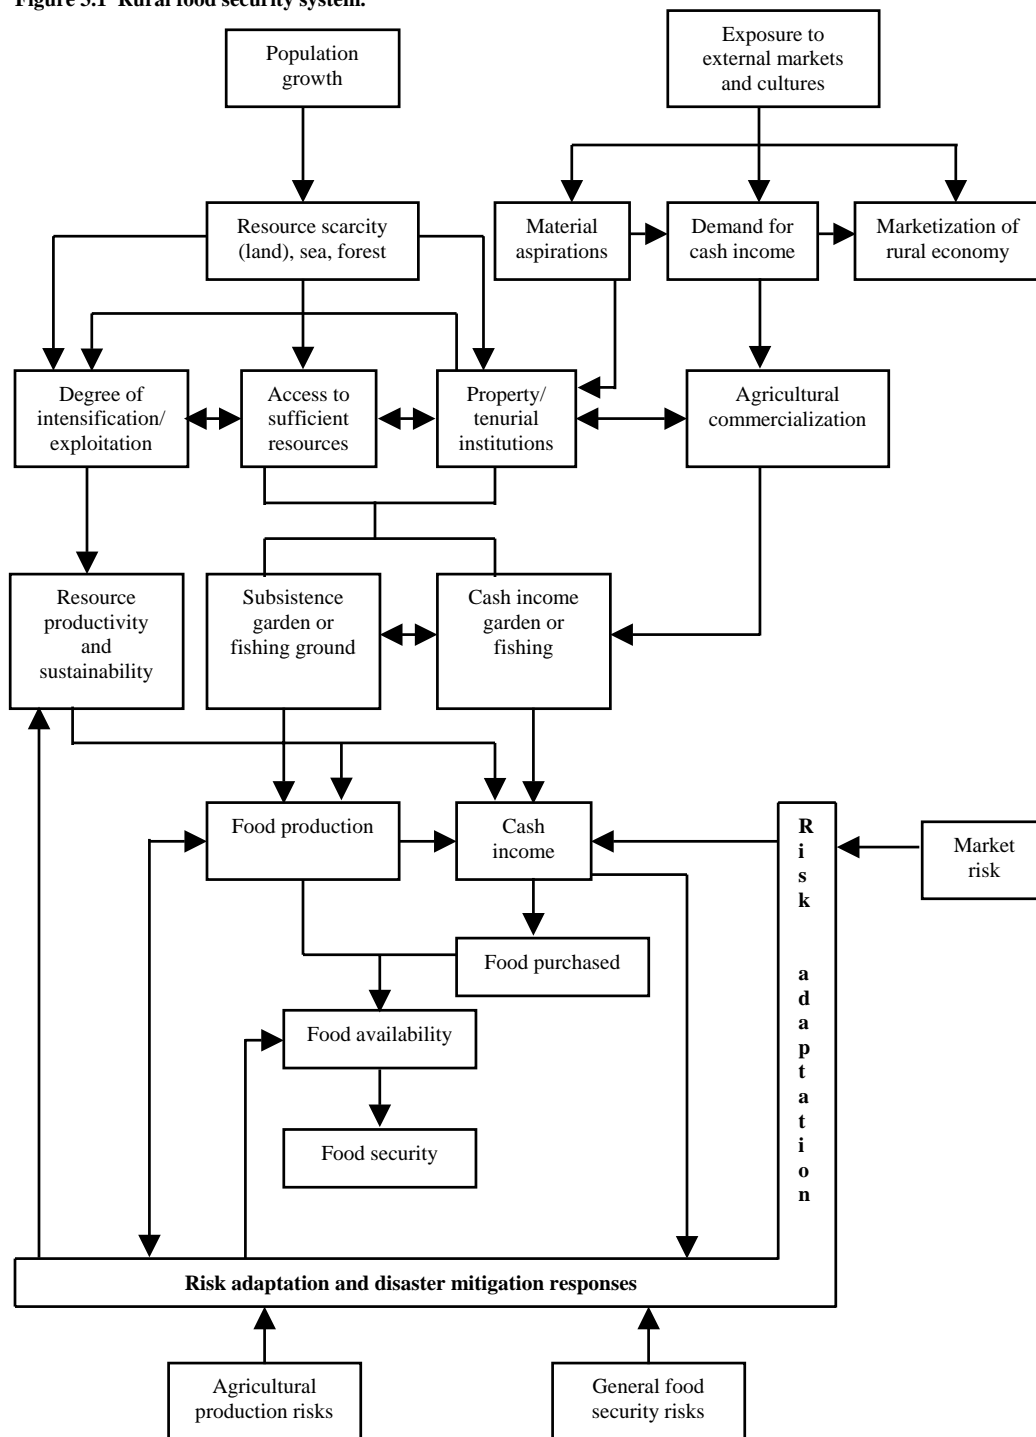 Figure 3.1 Rural food security system.
Population
growth
Exposure to
external markets
and cultures
Resource scarcity
(land), sea, forest
Material
aspirations
Demand for
cash income
Marketization of
rural economy
Degree of
intensification/
exploitation
Access to
sufficient
resources
Property/
tenurial
institutions
Agricultural
commercialization
Resource
productivity
and
sustainability
Subsistence
garden or
fishing ground
Cash income
garden or
fishing
Food production
Cash
income
Risk adaptation
Market
risk
Food purchased
Food availability
Food security
Risk adaptation and disaster mitigation responses
Agricultural
production risks
General food
security risks